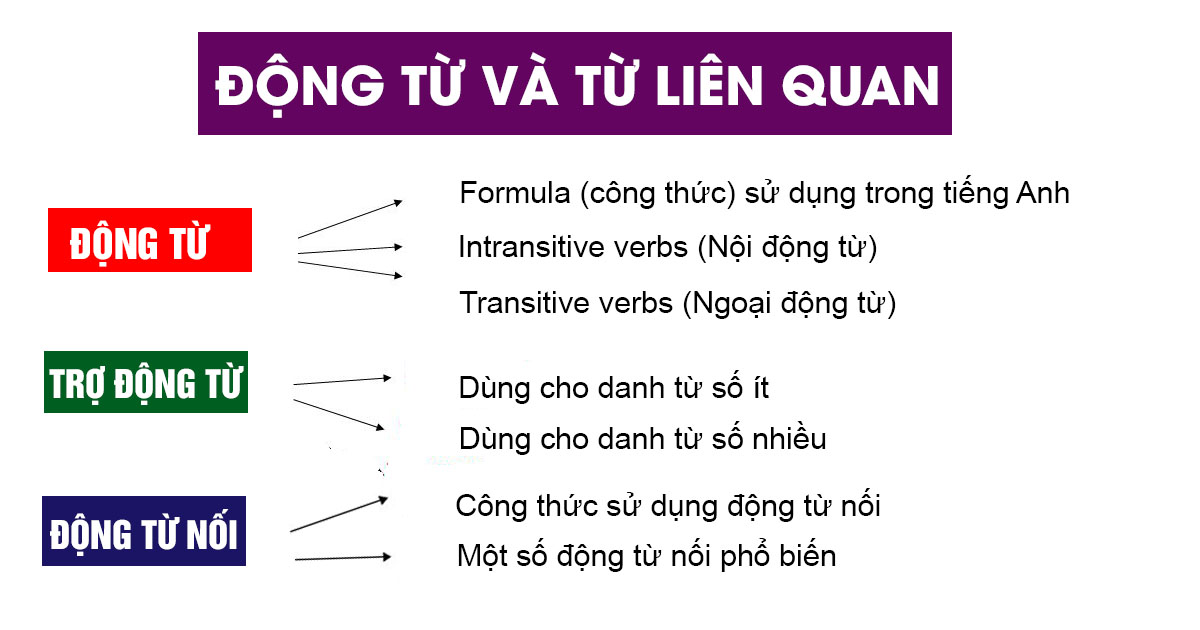 ĐỘNG TỪ VÀ TỪ LIÊN QUAN
ĐỘNG TỪ
Formula (công thức) sử dụng trong tiếng Anh
Intransitive verbs (Nội động từ)
Transitive verbs (Ngoại động từ)
TRỢ ĐỘNG TỪ
Dùng cho danh từ số ít
Dùng cho danh từ số nhiều
ĐỘNG TỪ NỐI
Công thức sử dụng động từ nối
Một số động từ nối phổ biến